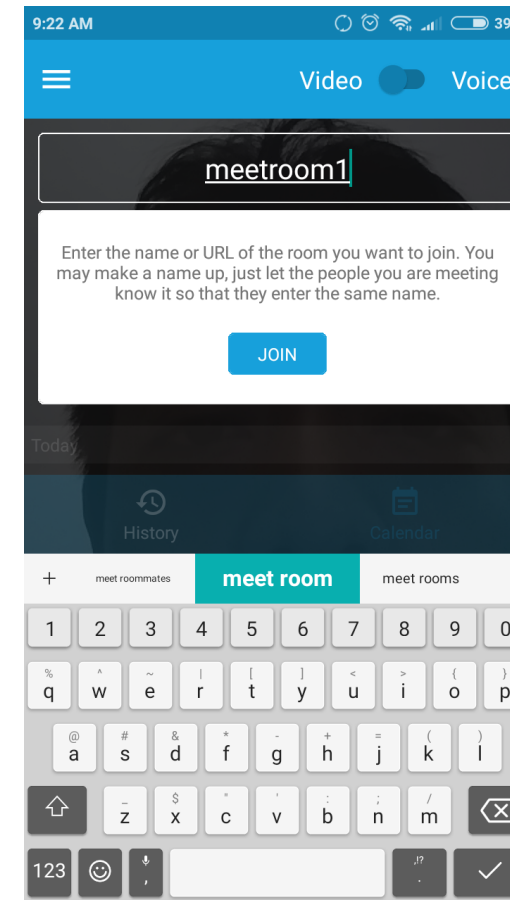 9:22 AM 39
Video Voice
meetroom1
Enter the name or URL of the room you want to join. You
may make a name up, just let the people you are meeting
know it so that they enter the same name.
JOIN
Today
History Calendar
+ meet roommates meet room meet rooms
1 2 3 4 5 6 7 8 9 0
% ^ ~ | [ ] < > { }
q w e r t y u i o p
@ # & * - + = ( )
a s d f g h j k l
_ $ " ' : ; /
z x c v b n m
,!?
123 , .